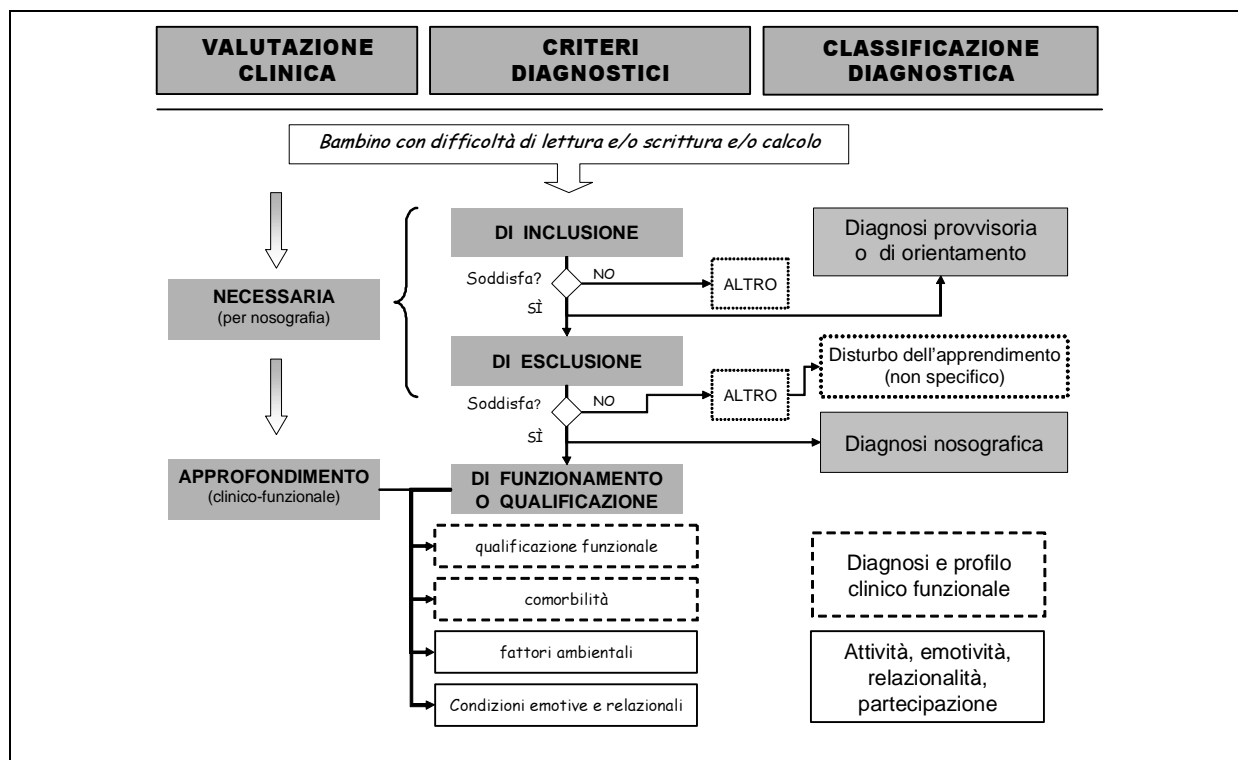 VALUTAZIONE
CLINICA
CRITERI
DIAGNOSTICI
CLASSIFICAZIONE
DIAGNOSTICA
Bambino con difficoltà di lettura e/o scrittura e/o calcolo
DI INCLUSIONE
Diagnosi provvisoria
o di orientamento
Soddisfa?
NO
ALTRO
SÌ
NECESSARIA
(per nosografia)
DI ESCLUSIONE
Disturbo dell'apprendimento
(non specifico)
Soddisfa?
NO
ALTRO
SÌ
Diagnosi nosografica
APPROFONDIMENTO
(clinico-funzionale)
DI FUNZIONAMENTO
O QUALIFICAZIONE
qualificazione funzionale
comorbilità
fattori ambientali
Condizioni emotive e relazionali
Diagnosi e profilo
clinico funzionale
Attività, emotività,
relazionalità,
partecipazione